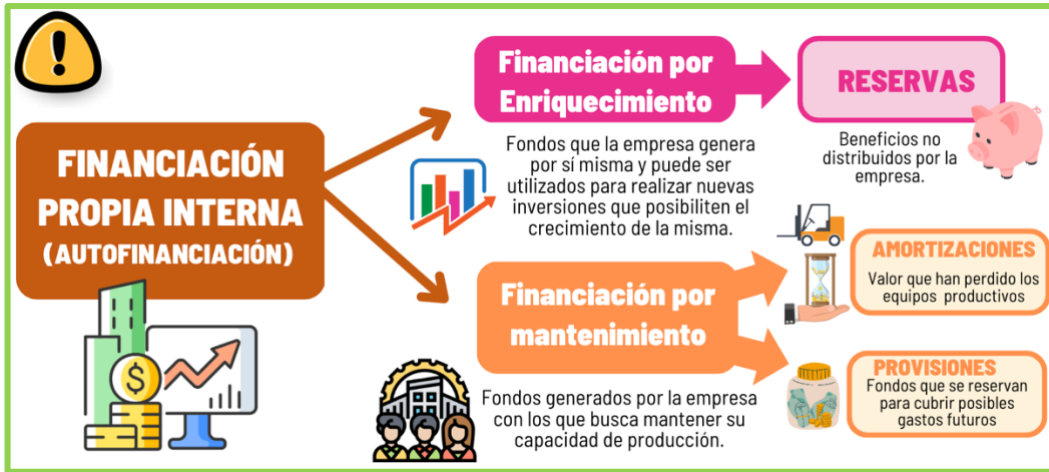 FINANCIACIÓN
PROPIA INTERNA
(AUTOFINANCIACIÓN)
Financiación por
Enriquecimiento
Fondos que la empresa genera
por sí misma y puede ser
utilizados para realizar nuevas
inversiones que posibiliten el
crecimiento de la misma.
RESERVAS
Beneficios no
distribuidos por la
empresa.
Financiación por
mantenimiento
Fondos generados por la empresa
con los que busca mantener su
capacidad de producción.
AMORTIZACIONES
Valor que han perdido los
equipos productivos
PROVISIONES
Fondos que se reservan
para cubrir posibles
gastos futuros